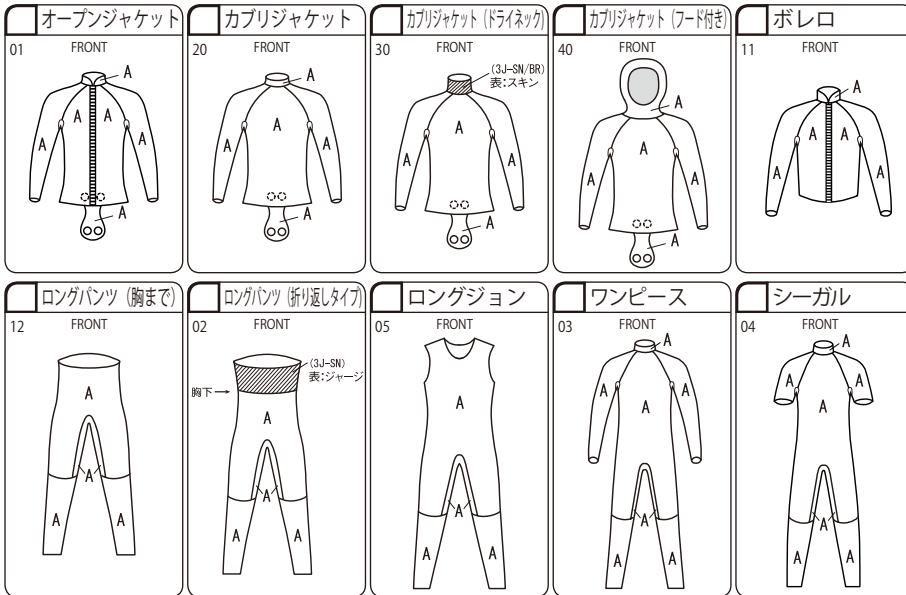 オープンジャケット
01
FRONT
A
A
A
A
A
A
カブリジャケット
20
FRONT
A
A
A
A
A
カブリジャケット（ドライネック）
30
FRONT
(3J-SN/BR)
表:スキン
A
A
A
A
カブリジャケット（フード付き）
40
FRONT
A
A
A
A
A
ボレロ
11
FRONT
A
A
A
A
A
ロングパンツ（胸まで）
12
FRONT
A
A
A
A
ロングパンツ（折り返しタイプ）
02
FRONT
(3J-SN)
表:ジャージ
胸下→
A
A
A
A
ロングジョン
05
FRONT
A
A
A
A
ワンピース
03
FRONT
A
A
A
A
A
A
A
シーガル
04
FRONT
A
A
A
A
A
A
A